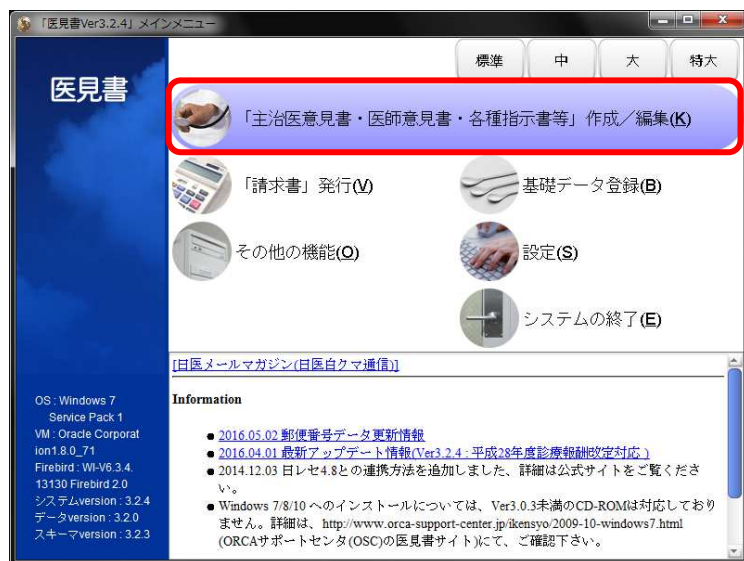 「医見書Ver3.2.4」メインメニュー
標準 中 大 特大
医見書
「主治医意見書・医師意見書・各種指示書等」作成／編集(K)
「請求書」発行(V)
基礎データ登録(B)
その他の機能(O)
設定(S)
システムの終了(E)
[日医メールマガジン(日医白クマ通信)]
Information
2016.05.02 郵便番号データ更新情報
2016.04.01 最新アップデート情報(Ver3.2.4 : 平成28年度診療報酬改定対応 )
2014.12.03 日レセ4.8との連携方法を追加しました、詳細は公式サイトをご覧くださ
い。
Windows 7/8/10 へのインストールについては、Ver3.0.3未満のCD-ROMは対応しており
ません。詳細は、http://www.orca-support-center.jp/ikensyo/2009-10-windows7.html
(ORCAサポートセンタ(OSC)の医見書サイト)にて、ご確認下さい。
OS : Windows 7
Service Pack 1
VM : Oracle Corporat
ion1.8.0_71
Firebird : WI-V6.3.4.
13130 Firebird 2.0
システムversion : 3.2.4
データversion : 3.2.0
スキーマversion : 3.2.3